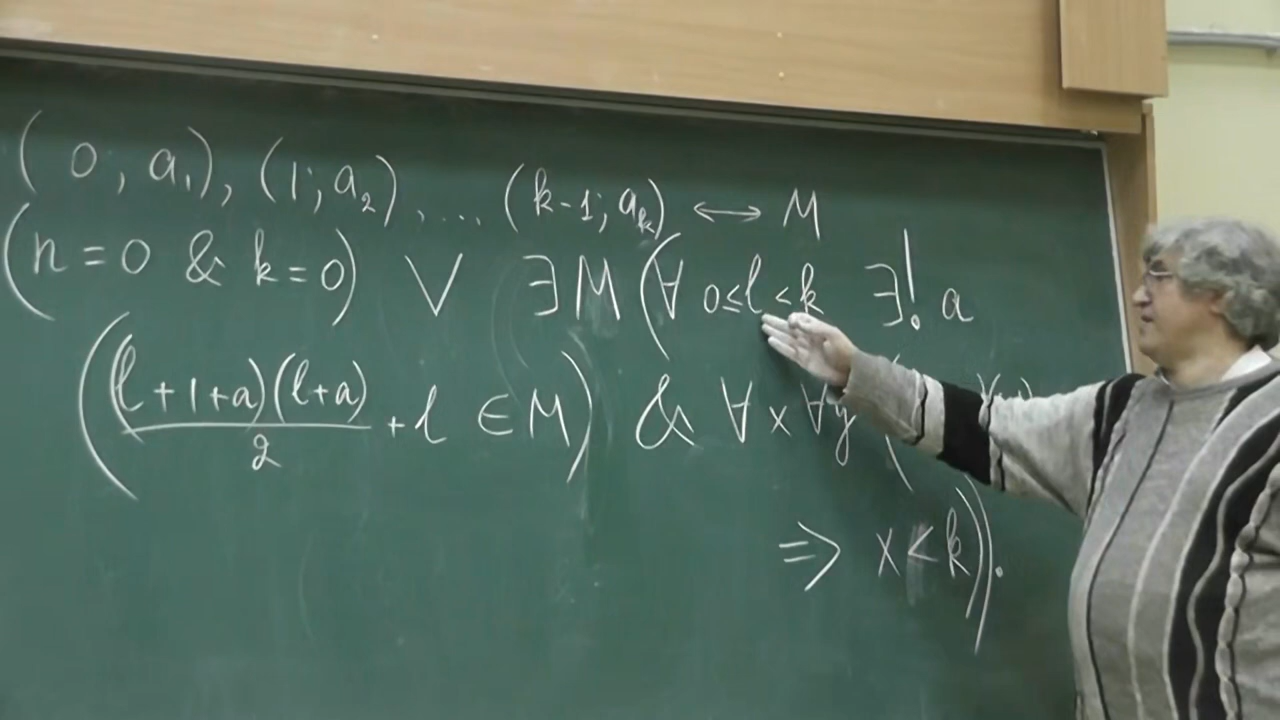 (0, a₁), (1; a₂), .... (k-1; aₖ) ⟷ M
(n = 0 & k = 0) ∨ ∃ M (∀ 0≤l<k ∃! a
((l+1+a)(l+a)/2 + l ∈ M) & ∀ x ∀y (
=> x < k)).